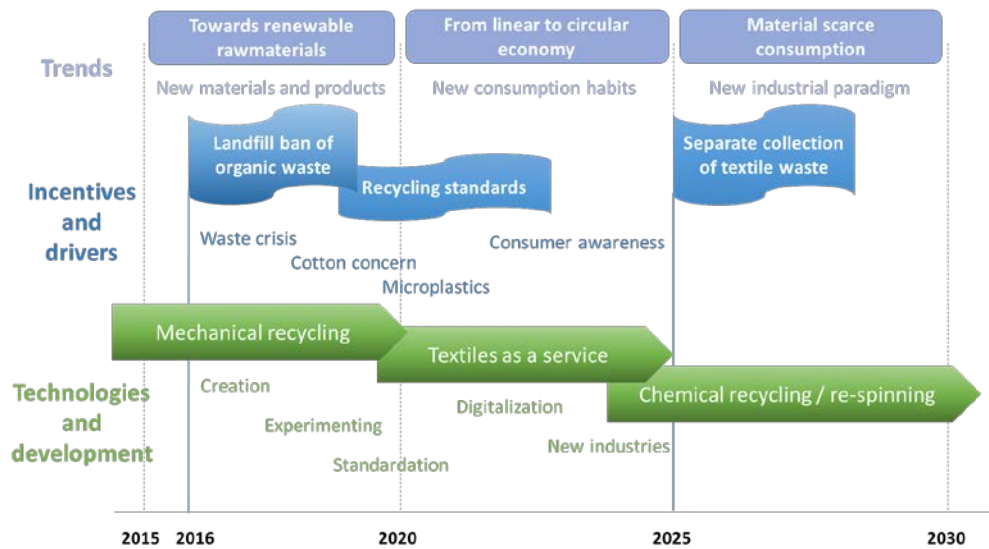 Towards renewable
rawmaterials
From linear to circular
economy
Material scarce
consumption
Trends
New materials and products
New consumption habits
New industrial paradigm
Landfill ban of
organic waste
Recycling standards
Separate collection
of textile waste
Incentives
and
drivers
Waste crisis
Cotton concern
Microplastics
Consumer awareness
Mechanical recycling
Textiles as a service
Chemical recycling / re-spinning
Technologies
and
development
Creation
Experimenting
Standardation
Digitalization
New industries
2015
2016
2020
2025
2030